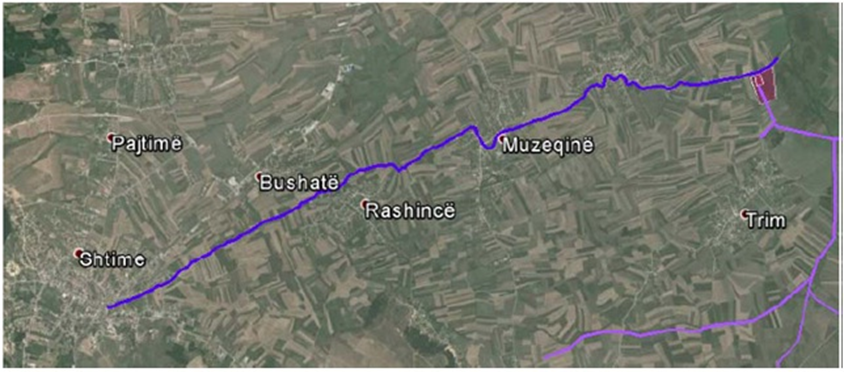 Pajtimë
Muzeqinë
Bushatë
Rashincë
Trim
Shtime